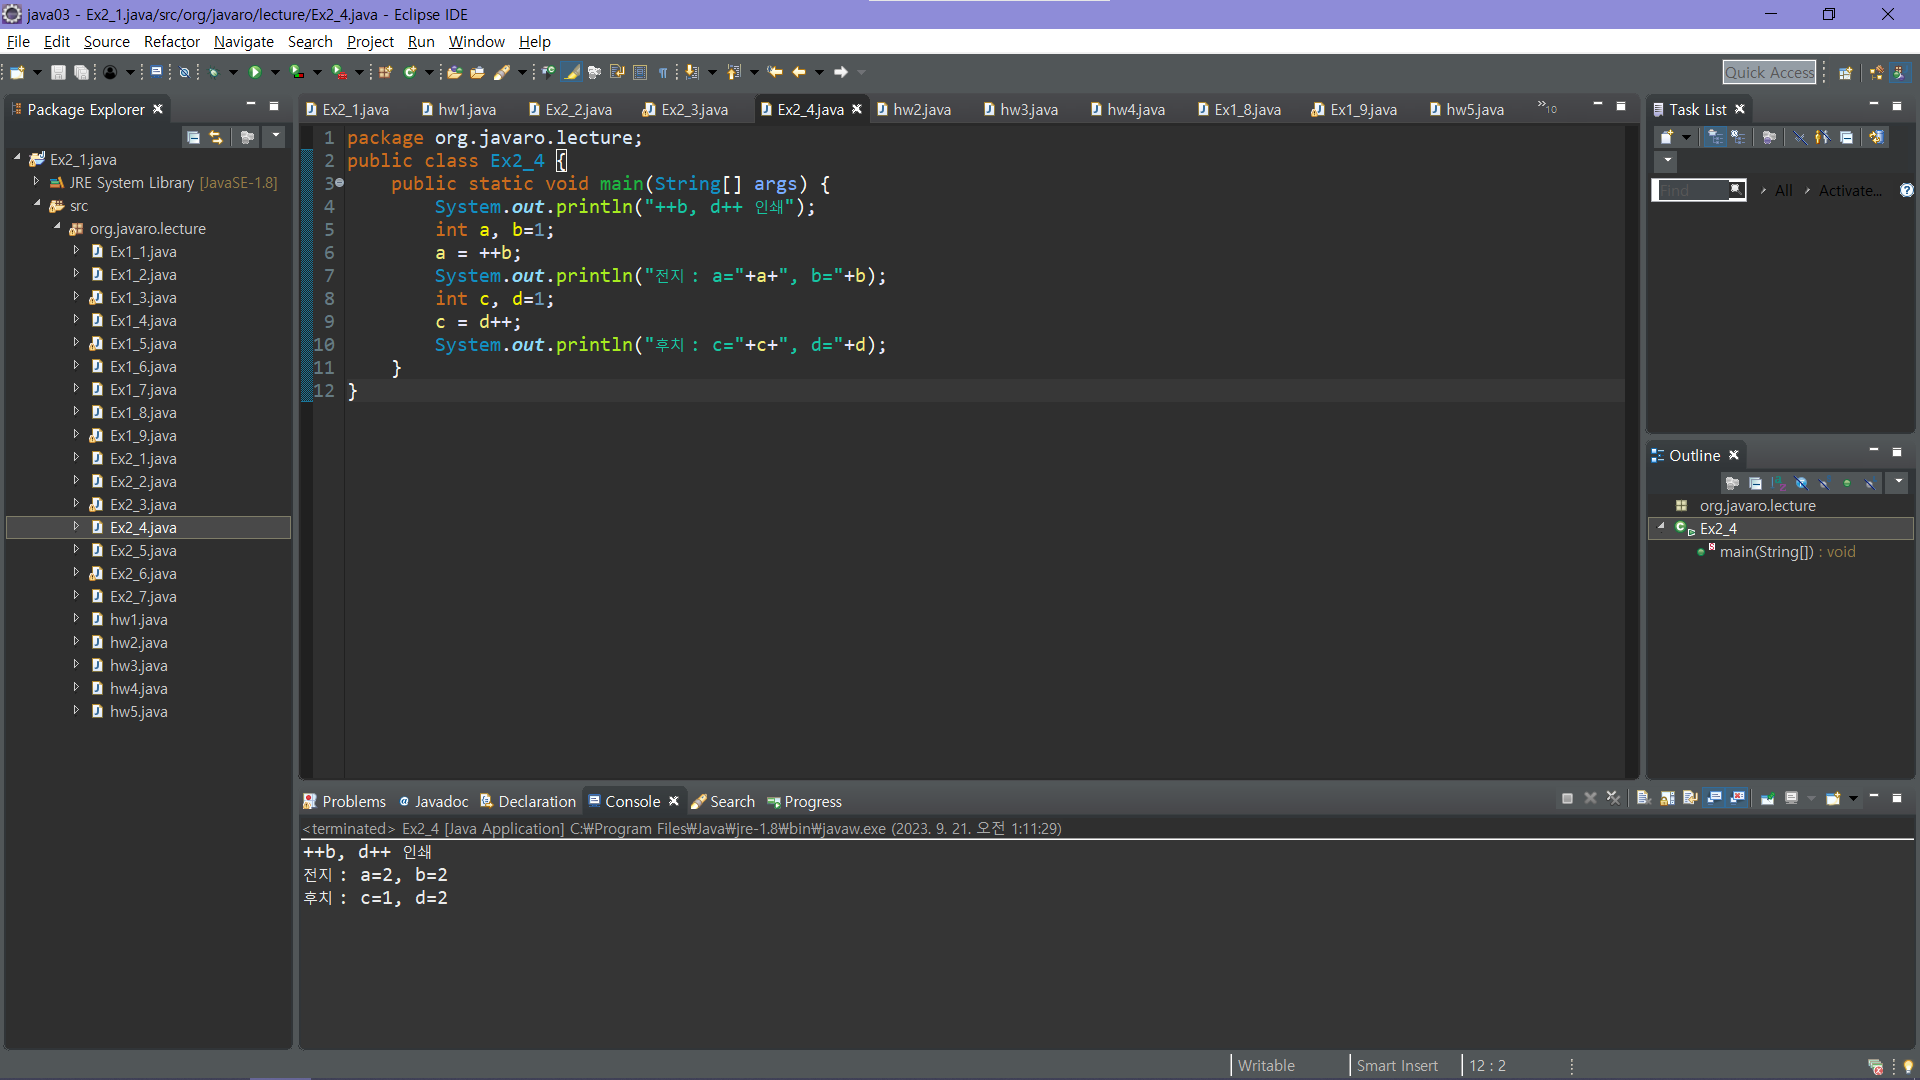 java03 - Ex2_1.java/src/org/javaro/lecture/Ex2_4.java - Eclipse IDE
File Edit Source Refactor Navigate Search Project Run Window Help
Quick Access
Package Explorer
Ex2_1.java
JRE System Library [JavaSE-1.8]
src
org.javaro.lecture
Ex1_1.java
Ex1_2.java
Ex1_3.java
Ex1_4.java
Ex1_5.java
Ex1_6.java
Ex1_7.java
Ex1_8.java
Ex1_9.java
Ex2_1.java
Ex2_2.java
Ex2_3.java
Ex2_4.java
Ex2_5.java
Ex2_6.java
Ex2_7.java
hw1.java
hw2.java
hw3.java
hw4.java
hw5.java
Ex2_1.java hw1.java Ex2_2.java Ex2_3.java Ex2_4.java hw2.java hw3.java hw4.java Ex1_8.java Ex1_9.java hw5.java »10
1 package org.javaro.lecture;
2 public class Ex2_4 {
3 public static void main(String[] args) {
4 System.out.println("++b, d++ 인쇄");
5 int a, b=1;
6 a = ++b;
7 System.out.println("전지 : a="+a+", b="+b);
8 int c, d=1;
9 c = d++;
10 System.out.println("후치 : c="+c+", d="+d);
11 }
12 }
Task List
Find All Activate...
Outline
org.javaro.lecture
Ex2_4
main(String[]) : void
Problems Javadoc Declaration Console Search Progress
<terminated> Ex2_4 [Java Application] C:₩Program Files₩Java₩jre-1.8₩bin₩javaw.exe (2023. 9. 21. 오전 1:11:29)
++b, d++ 인쇄
전지 : a=2, b=2
후치 : c=1, d=2
Writable Smart Insert 12 : 2